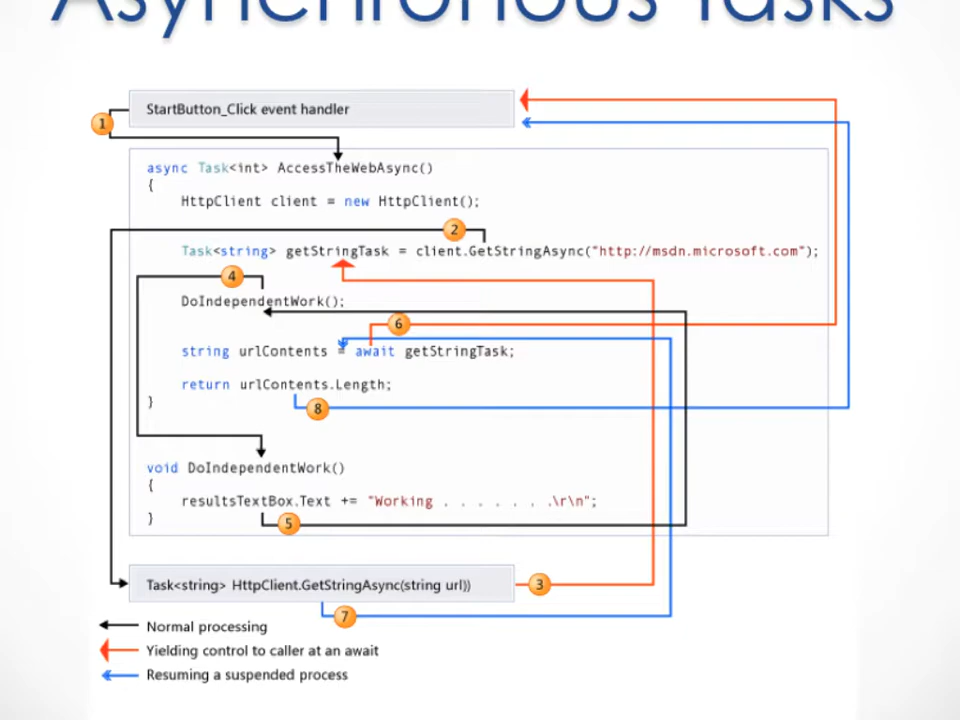 Asynchronous Tasks
StartButton_Click event handler
1
async Task<int> AccessTheWebAsync()
{
HttpClient client = new HttpClient();
2
Task<string> getStringTask = client.GetStringAsync("http://msdn.microsoft.com");
4
DoIndependentWork();
6
string urlContents = await getStringTask;
return urlContents.Length;
}
8
void DoIndependentWork()
{
resultsTextBox.Text += "Working . . . . . . .\r\n";
}
5
Task<string> HttpClient.GetStringAsync(string url))
3
7
Normal processing
Yielding control to caller at an await
Resuming a suspended process